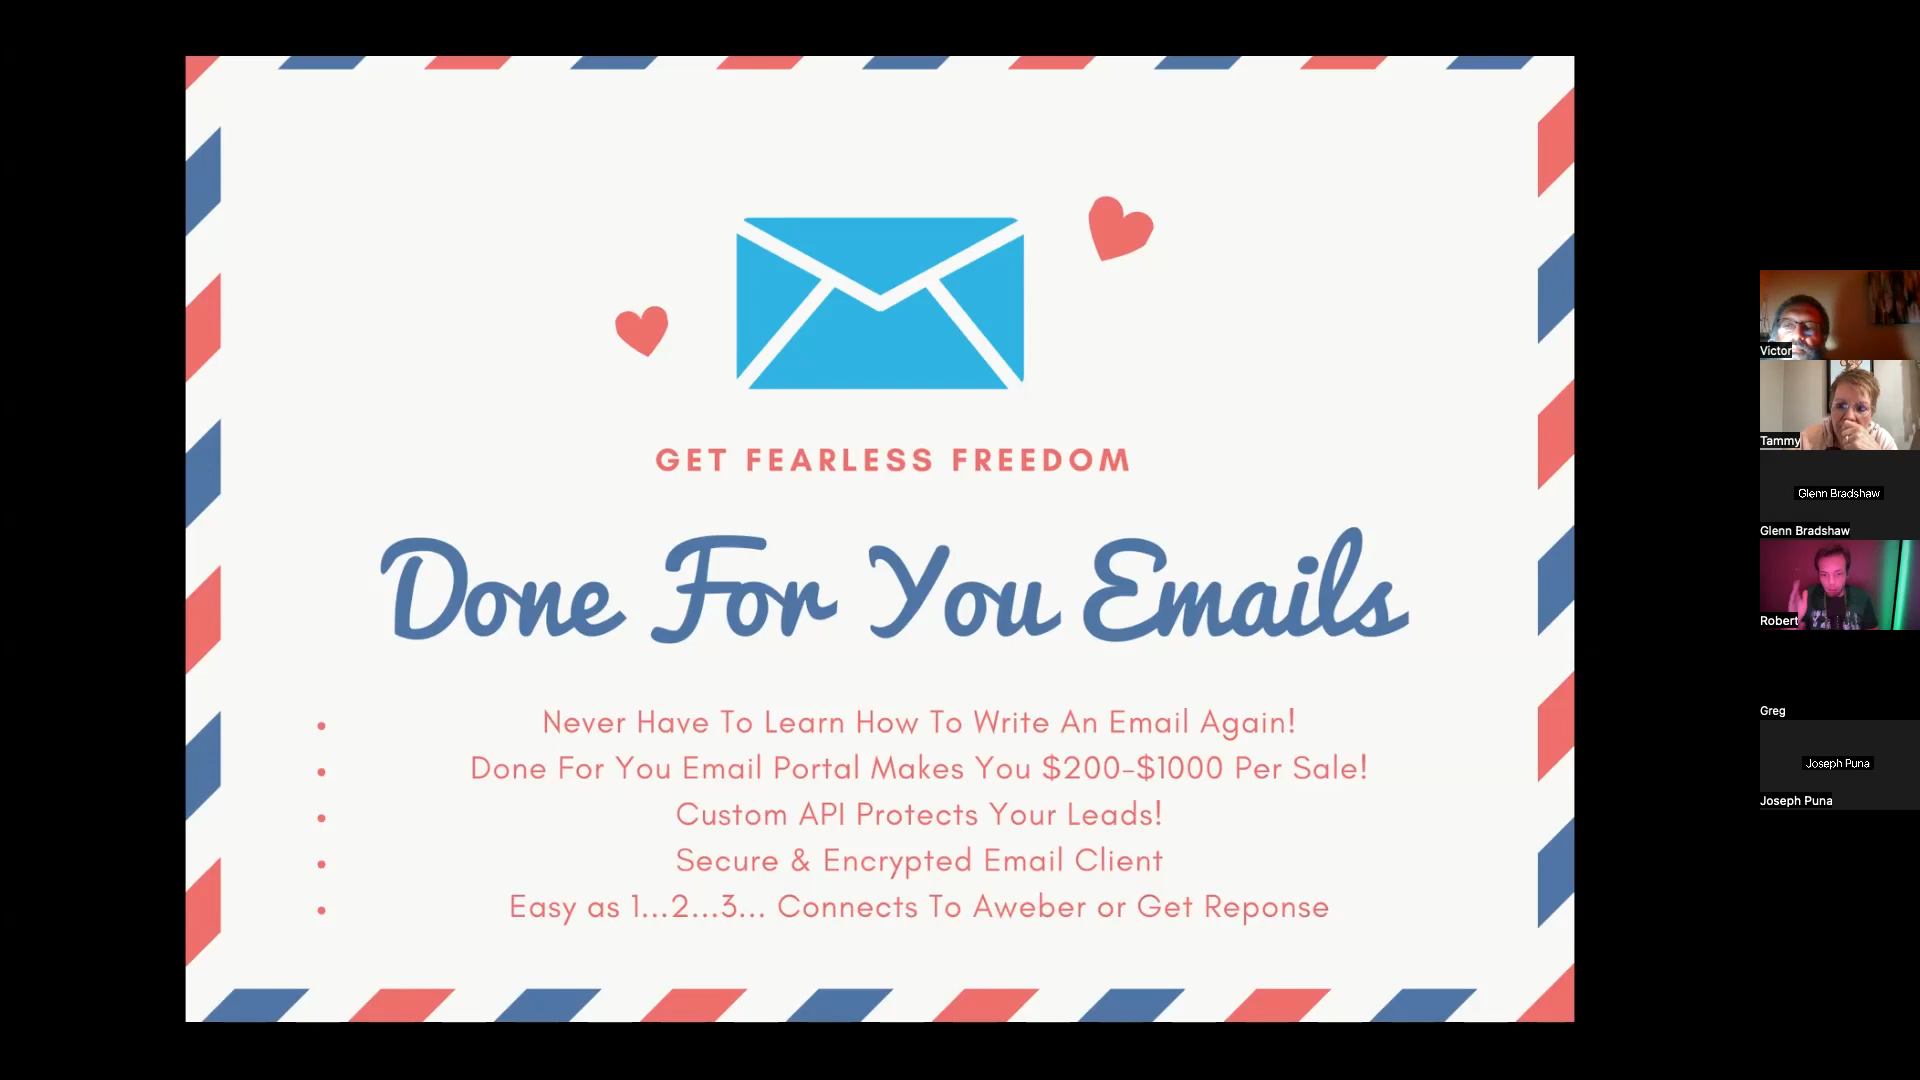 GET FEARLESS FREEDOM
Done For You Emails
• Never Have To Learn How To Write An Email Again!
• Done For You Email Portal Makes You $200-$1000 Per Sale!
• Custom API Protects Your Leads!
• Secure & Encrypted Email Client
• Easy as 1...2...3... Connects To Aweber or Get Reponse
Victor
Tammy
Glenn Bradshaw
Glenn Bradshaw
Robert
Greg
Joseph Puna
Joseph Puna